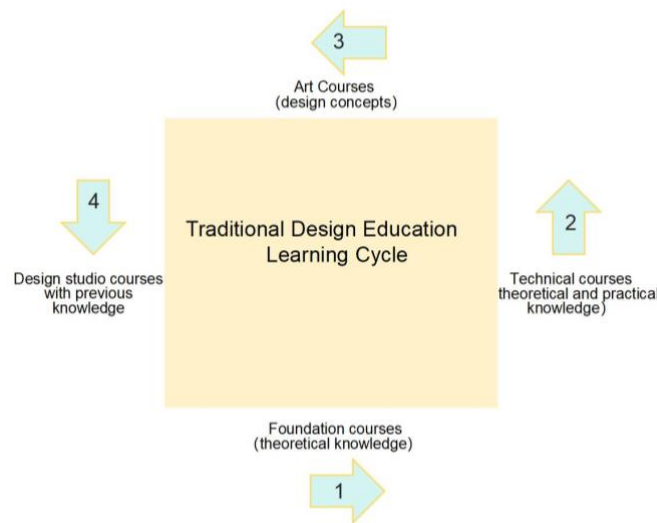 3
Art Courses
(design concepts)
4
Traditional Design Education
Learning Cycle
2
Design studio courses
with previous
knowledge
Technical courses
theoretical and practical
knowledge)
Foundation courses
(theoretical knowledge)
1